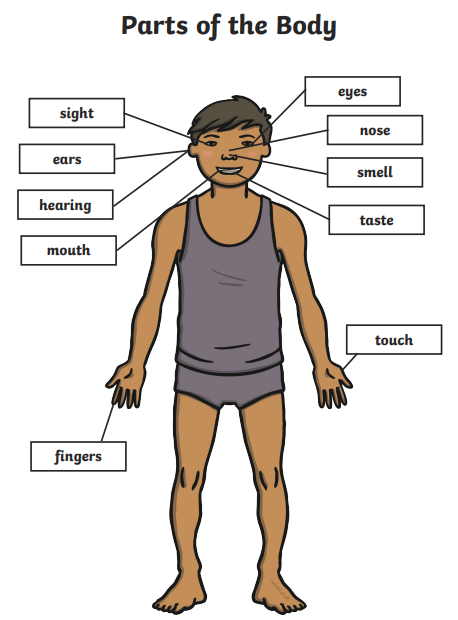 Parts of the Body
sight
ears
hearing
mouth
eyes
nose
smell
taste
touch
fingers